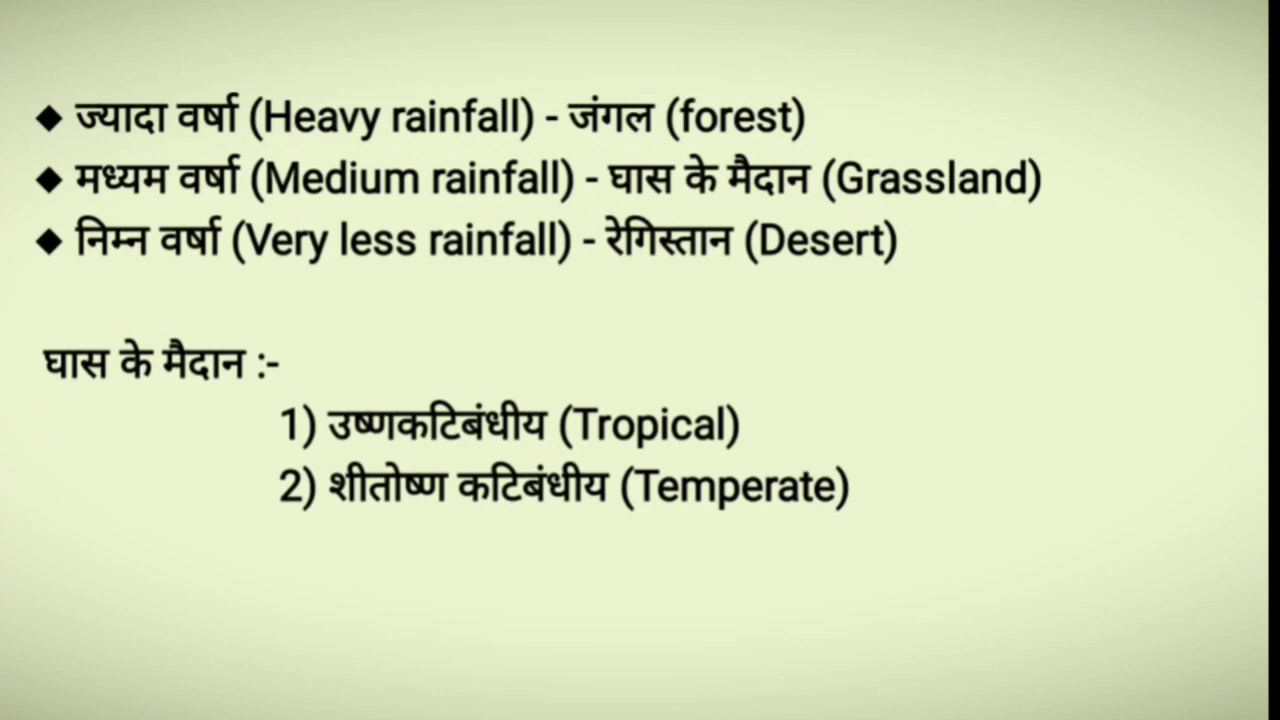 ◆ ज्यादा वर्षा (Heavy rainfall) - जंगल (forest)
◆ मध्यम वर्षा (Medium rainfall) - घास के मैदान (Grassland)
◆ निम्न वर्षा (Very less rainfall) - रेगिस्तान (Desert)
घास के मैदान :-
1) उष्णकटिबंधीय (Tropical)
2) शीतोष्ण कटिबंधीय (Temperate)